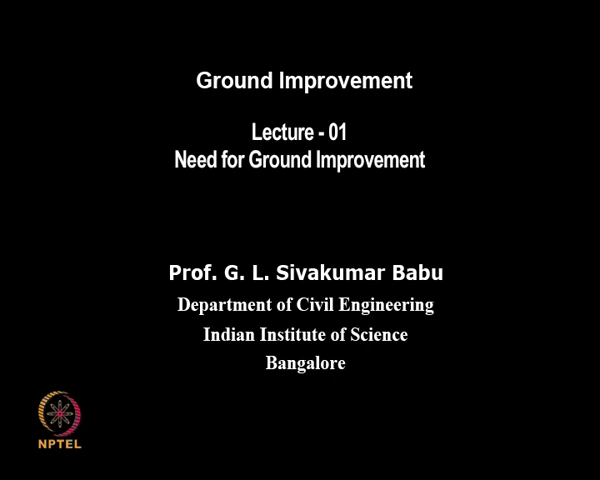 Ground Improvement
Lecture - 01
Need for Ground Improvement
Prof. G. L. Sivakumar Babu
Department of Civil Engineering
Indian Institute of Science
Bangalore
NPTEL